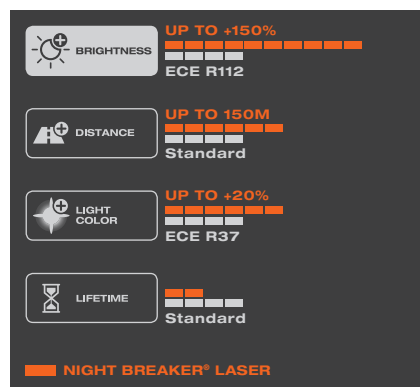 UP TO +150%
BRIGHTNESS
ECE R112
UP TO 150M
DISTANCE
Standard
UP TO +20%
LIGHT
COLOR
ECE R37
LIFETIME
Standard
NIGHT BREAKER® LASER